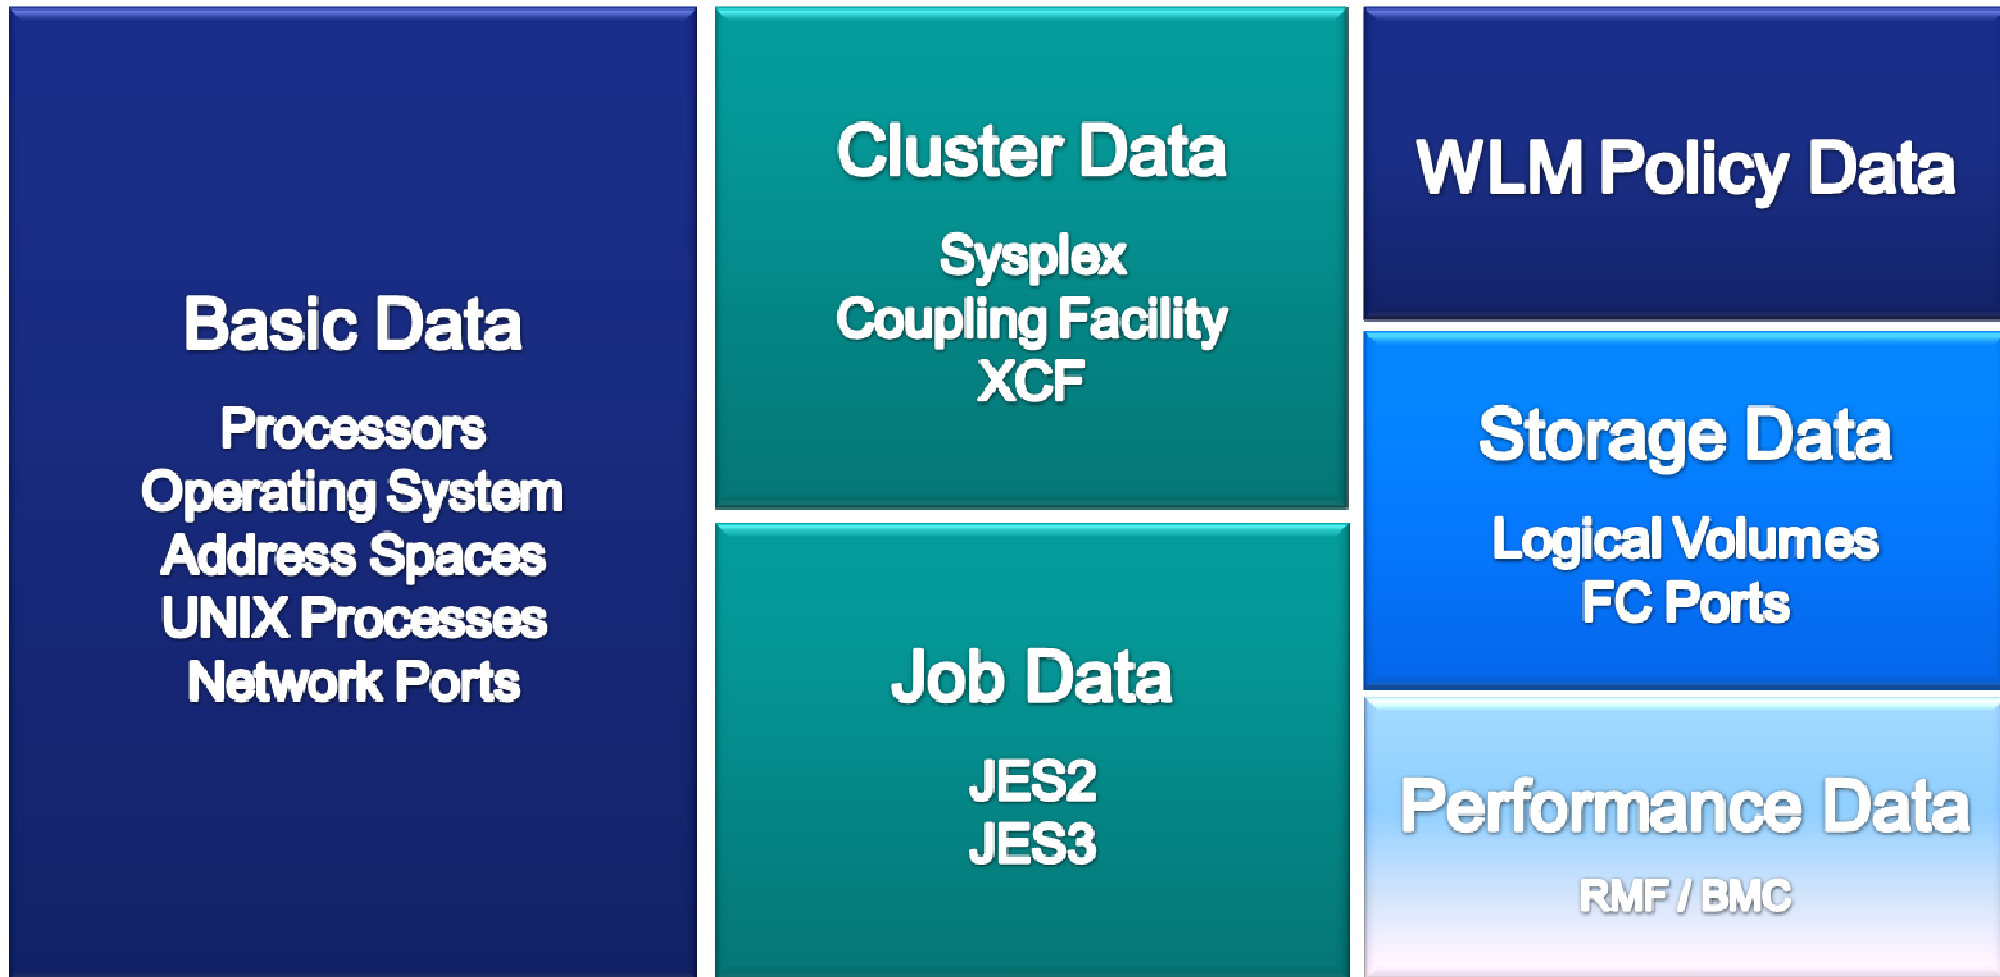 Basic Data
Processors
Operating System
Address Spaces
UNIX Processes
Network Ports
Cluster Data
Sysplex
Coupling Facility
XCF
Job Data
JES2
JES3
WLM Policy Data
Storage Data
Logical Volumes
FC Ports
Performance Data
RMF / BMC